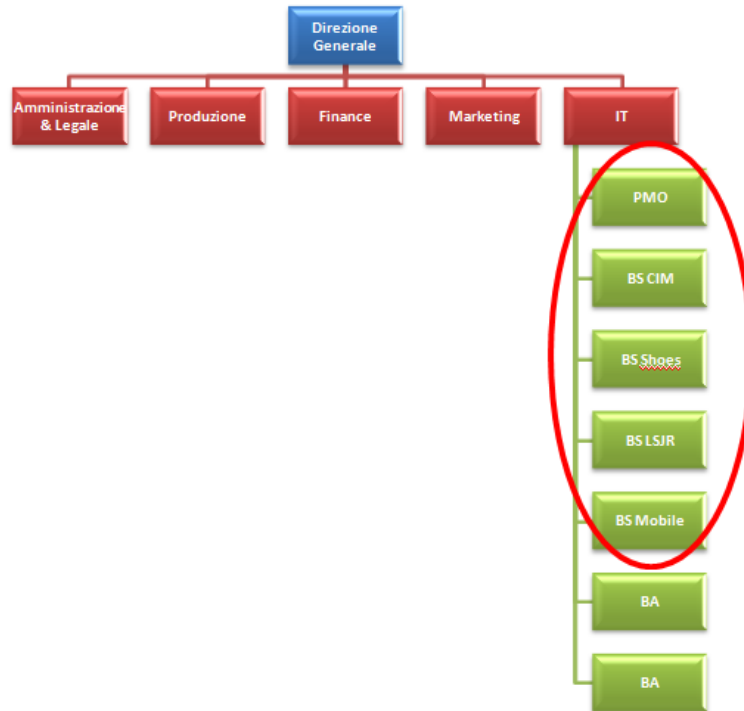 Direzione
Generale
Amministrazione
& Legale
Produzione
Finance
Marketing
IT
PMO
BS CIM
BS Shoes
BS LSJR
BS Mobile
BA
BA